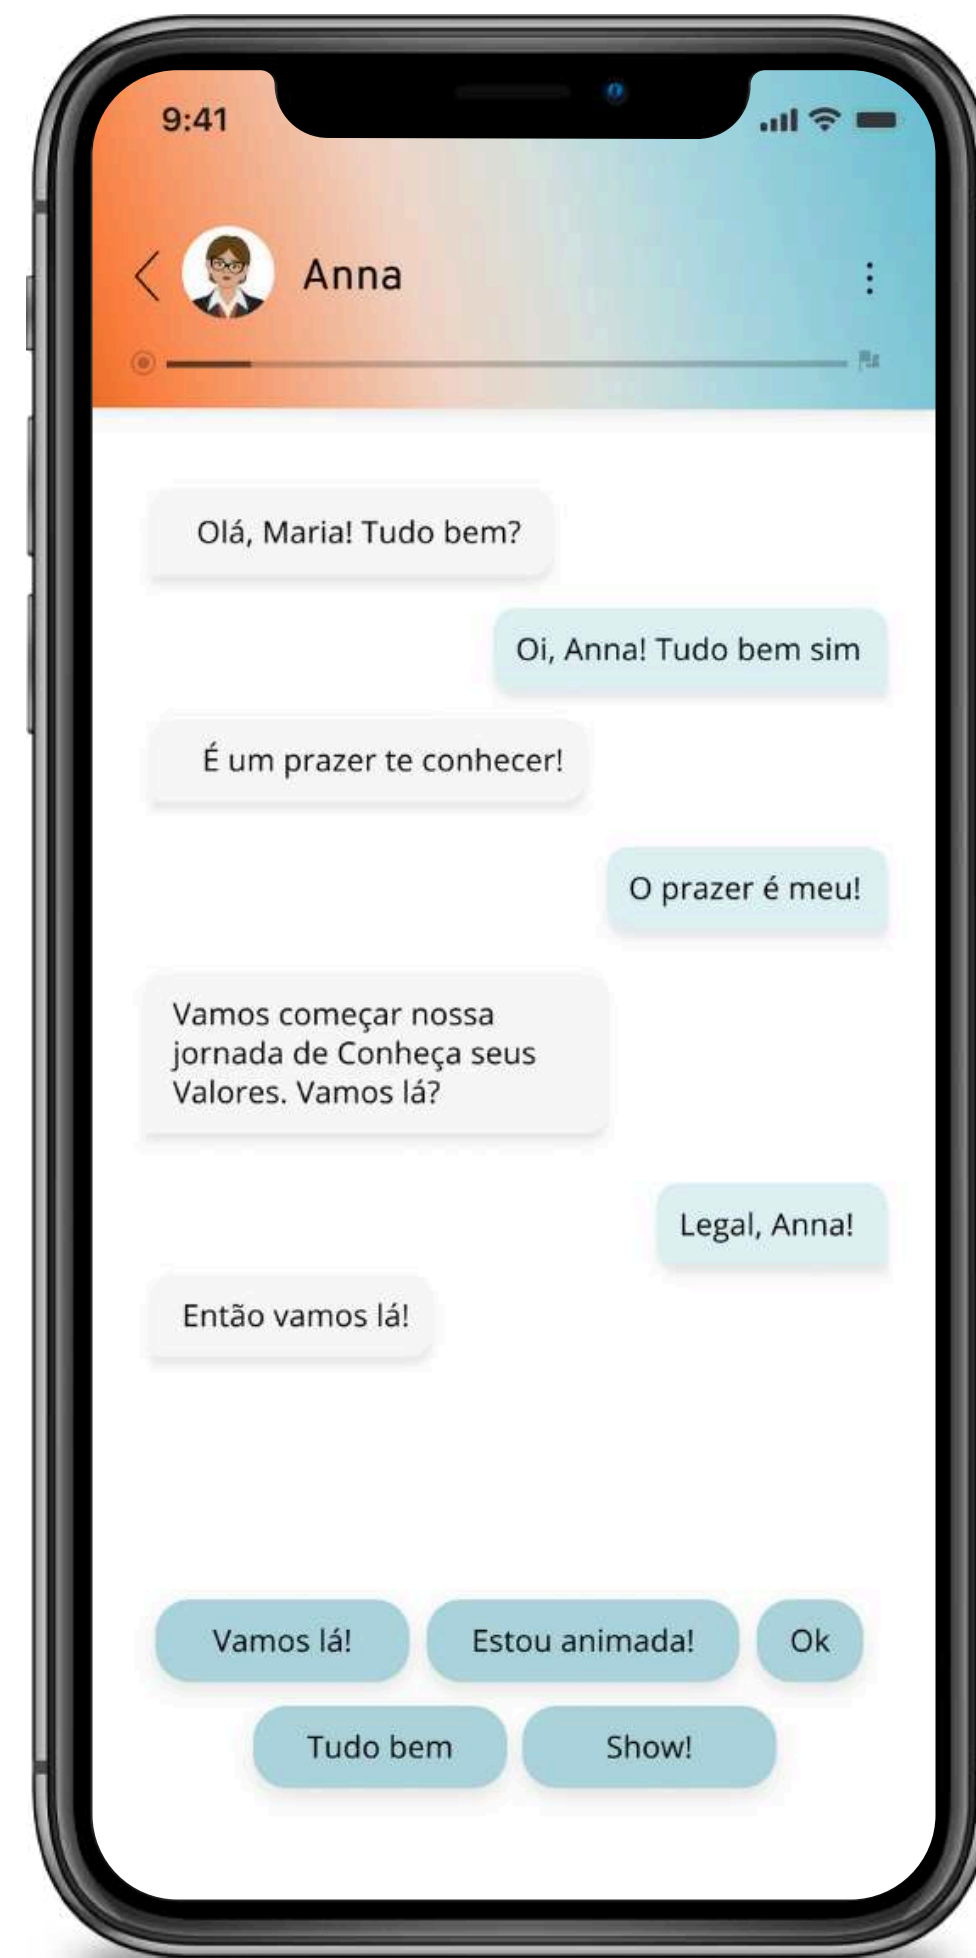 9:41
Anna
Olá, Maria! Tudo bem?
Oi, Anna! Tudo bem sim
É um prazer te conhecer!
O prazer é meu!
Vamos começar nossa
jornada de Conheça seus
Valores. Vamos lá?
Legal, Anna!
Então vamos lá!
Vamos lá!
Estou animada!
Ok
Tudo bem
Show!